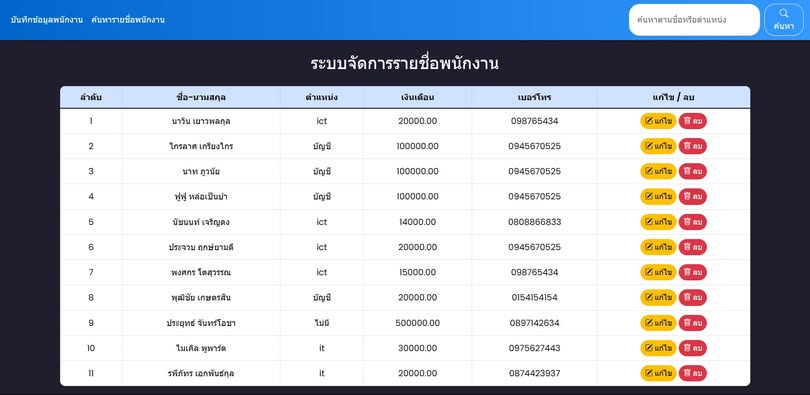 บันทึกข้อมูลพนักงาน ค้นหารายชื่อพนักงาน
ค้นหาตามชื่อหรือตำแหน่ง
ค้นหา
ระบบจัดการรายชื่อพนักงาน
ลำดับ ชื่อ-นามสกุล ตำแหน่ง เงินเดือน เบอร์โทร แก้ไข / ลบ
1 นาวิน เยาวพลกุล ict 20000.00 098765434 แก้ไข ลบ
2 ไกรลาศ เกรียงไกร บัญชี 100000.00 0945670525 แก้ไข ลบ
3 นาท ภูวนัย บัญชี 100000.00 0945670525 แก้ไข ลบ
4 ฟูฟู หล่อเป็นบ้า บัญชี 100000.00 0945670525 แก้ไข ลบ
5 นัชนนท์ เจริญดง ict 14000.00 0808866833 แก้ไข ลบ
6 ประจวบ ฤกษ์ยามดี ict 20000.00 0945670525 แก้ไข ลบ
7 พงศกร โตสุวรรณ ict 15000.00 098765434 แก้ไข ลบ
8 พุฒิชัย เกษตรสิน บัญชี 20000.00 0154154154 แก้ไข ลบ
9 ประยุทธ์ จันทร์โอชา ไม่มี 500000.00 0897142634 แก้ไข ลบ
10 ไมเคิล พูพาร์ต it 30000.00 0975627443 แก้ไข ลบ
11 รพีภัทร เอกพันธ์กุล it 20000.00 0874423937 แก้ไข ลบ